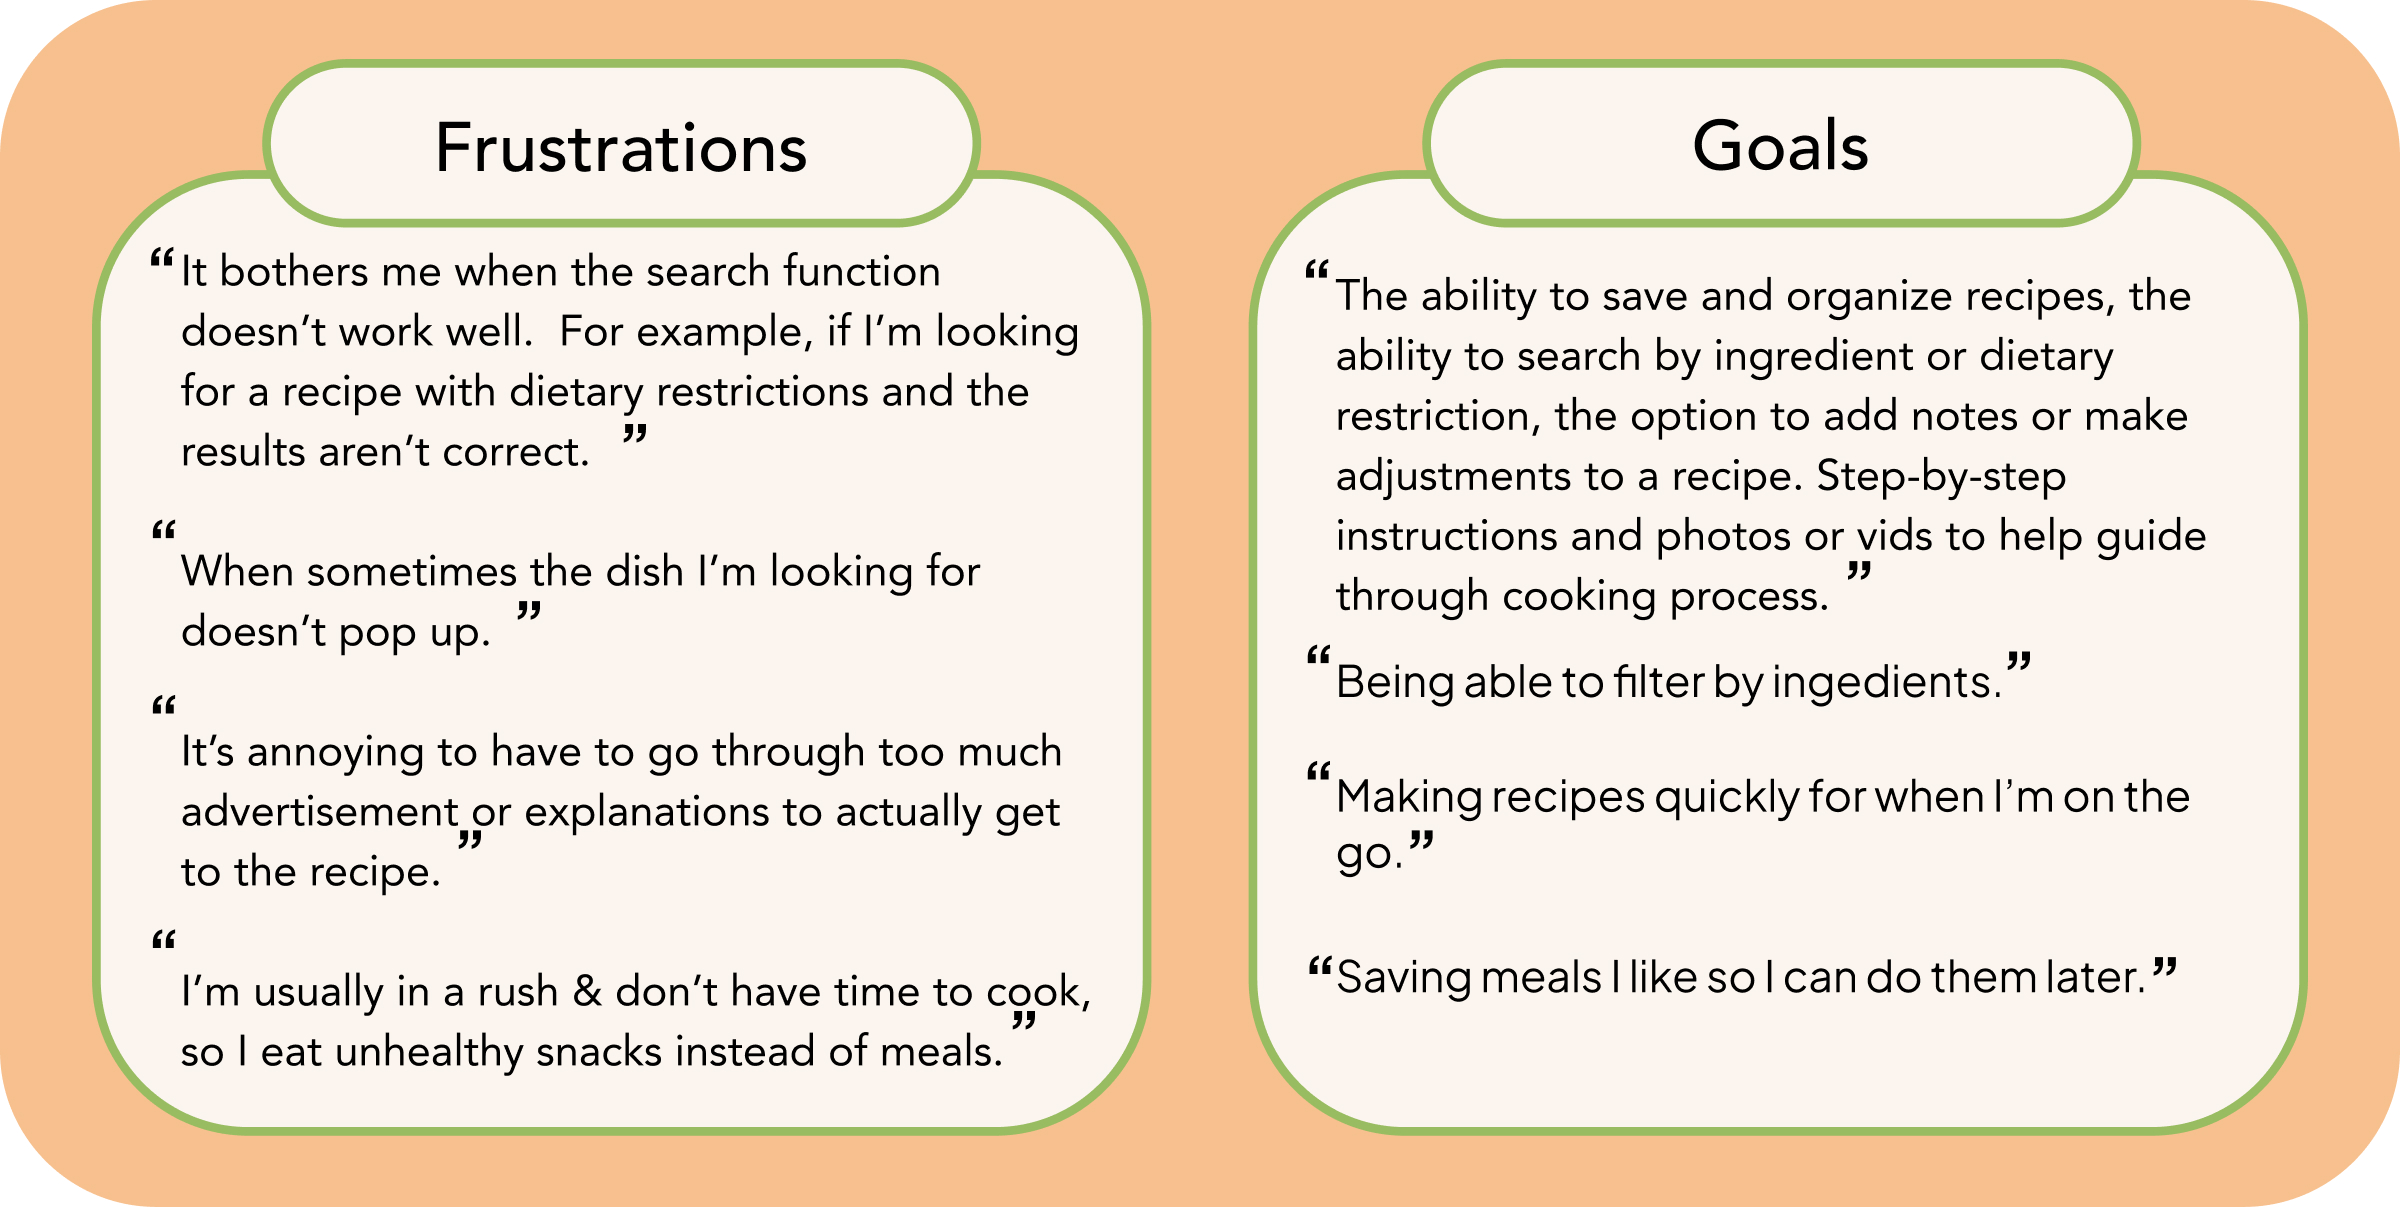 Frustrations
“It bothers me when the search function
doesn’t work well.  For example, if I’m looking
for a recipe with dietary restrictions and the
results aren’t correct. ”
“When sometimes the dish I’m looking for
doesn’t pop up. ”
“It’s annoying to have to go through too much
advertisement or explanations to actually get
to the recipe. ”
“I’m usually in a rush & don’t have time to cook,
so I eat unhealthy snacks instead of meals. ”
Goals
“The ability to save and organize recipes, the
ability to search by ingredient or dietary
restriction, the option to add notes or make
adjustments to a recipe. Step-by-step
instructions and photos or vids to help guide
through cooking process. ”
“Being able to filter by ingedients.”
“Making recipes quickly for when I’m on the
go.”
“Saving meals I like so I can do them later.”